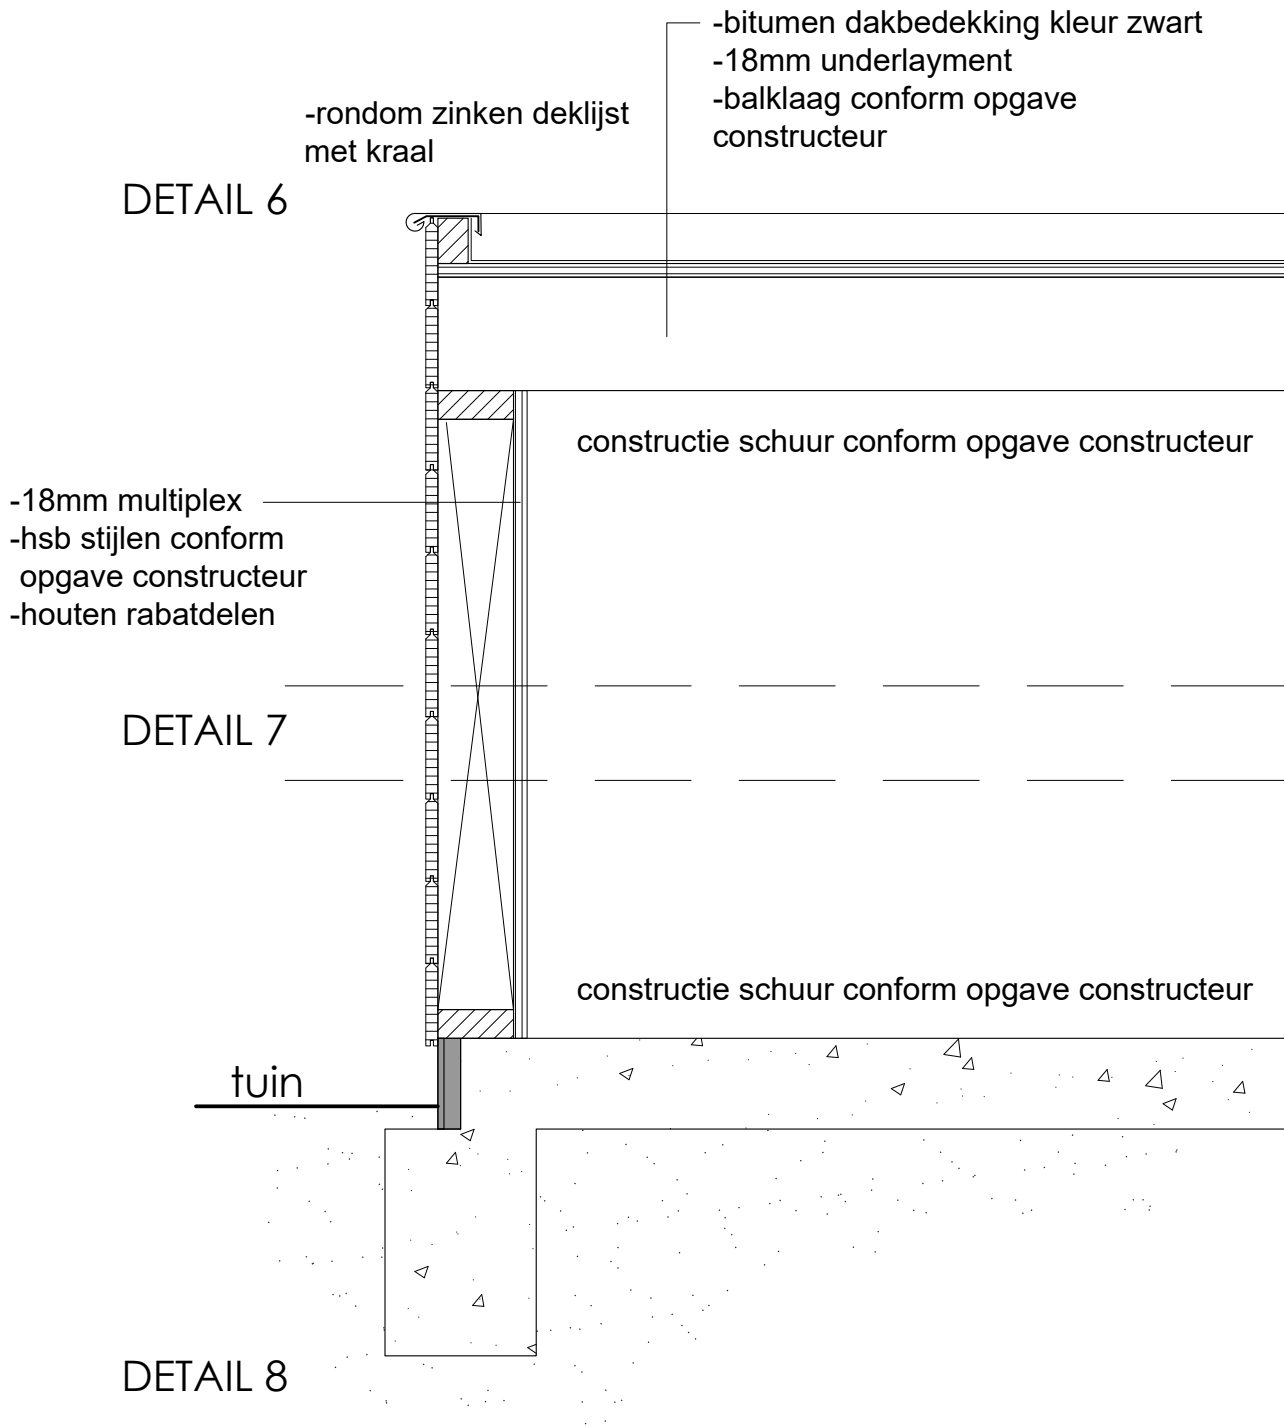 -bitumen dakbedekking kleur zwart
-18mm underlayment
-balklaag conform opgave
constructeur
-rondom zinken deklijst
met kraal
DETAIL 6
constructie schuur conform opgave constructeur
-18mm multiplex
-hsb stijlen conform
opgave constructeur
-houten rabatdelen
DETAIL 7
constructie schuur conform opgave constructeur
tuin
DETAIL 8